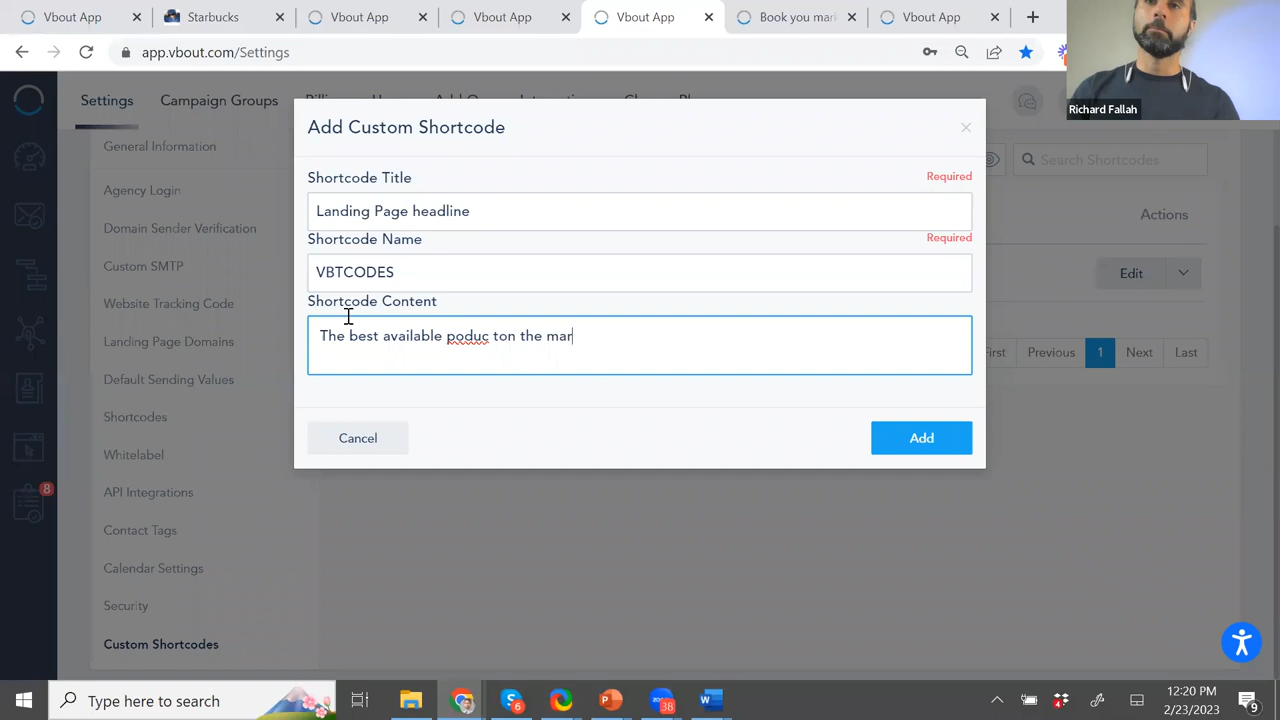 Vbout App
Starbucks
Vbout App
Vbout App
Vbout App
Book you mar
Vbout App
app.vbout.com/Settings
Richard Fallah
Settings
Campaign Groups
General Information
Agency Login
Domain Sender Verification
Custom SMTP
Website Tracking Code
Landing Page Domains
Default Sending Values
Shortcodes
Whitelabel
API Integrations
Contact Tags
Calendar Settings
Security
Custom Shortcodes
8
Add Custom Shortcode
Shortcode Title
Required
Landing Page headline
Shortcode Name
Required
VBTCODES
Shortcode Content
The best available poduc ton the mar
Cancel
Add
Search Shortcodes
Actions
Edit
First
Previous
1
Next
Last
Type here to search
6
38
4
12:20 PM
2/23/2023
9